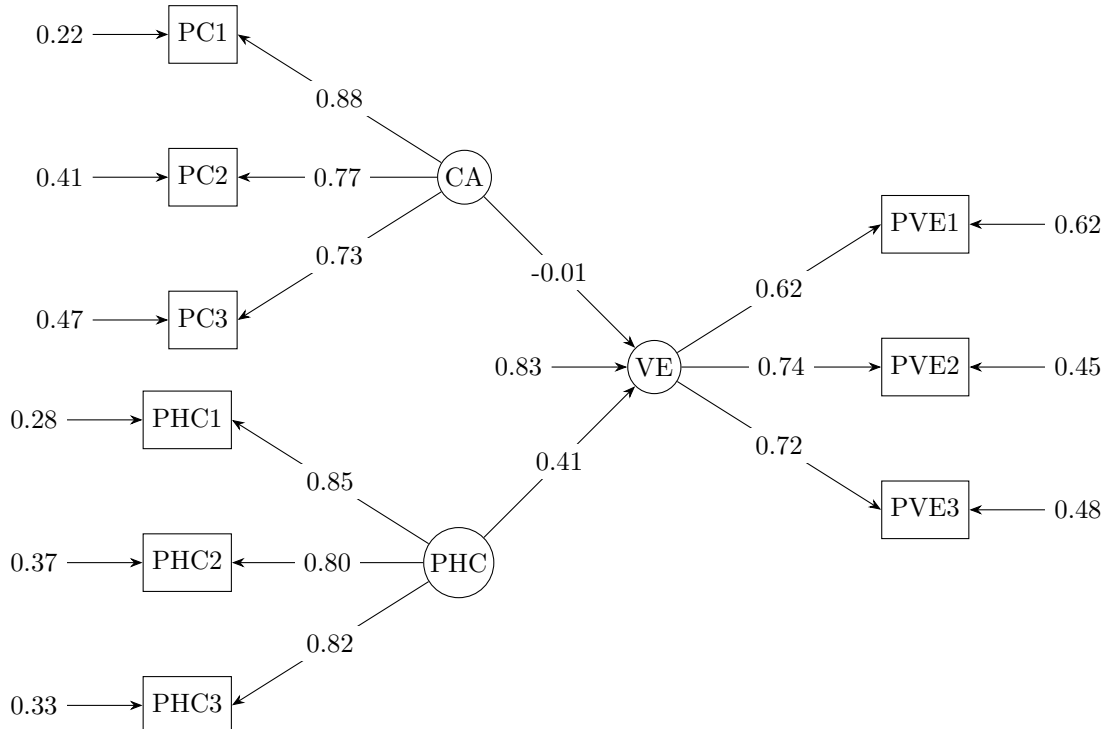 0.22 PC1
0.88
0.41 PC2 0.77 CA
PVE1 0.62
0.73
-0.01
0.62
0.47 PC3
0.83 VE 0.74 PVE2 0.45
0.28 PHC1
0.72
0.41
0.85
PVE3 0.48
0.37 PHC2 0.80 PHC
0.82
0.33 PHC3